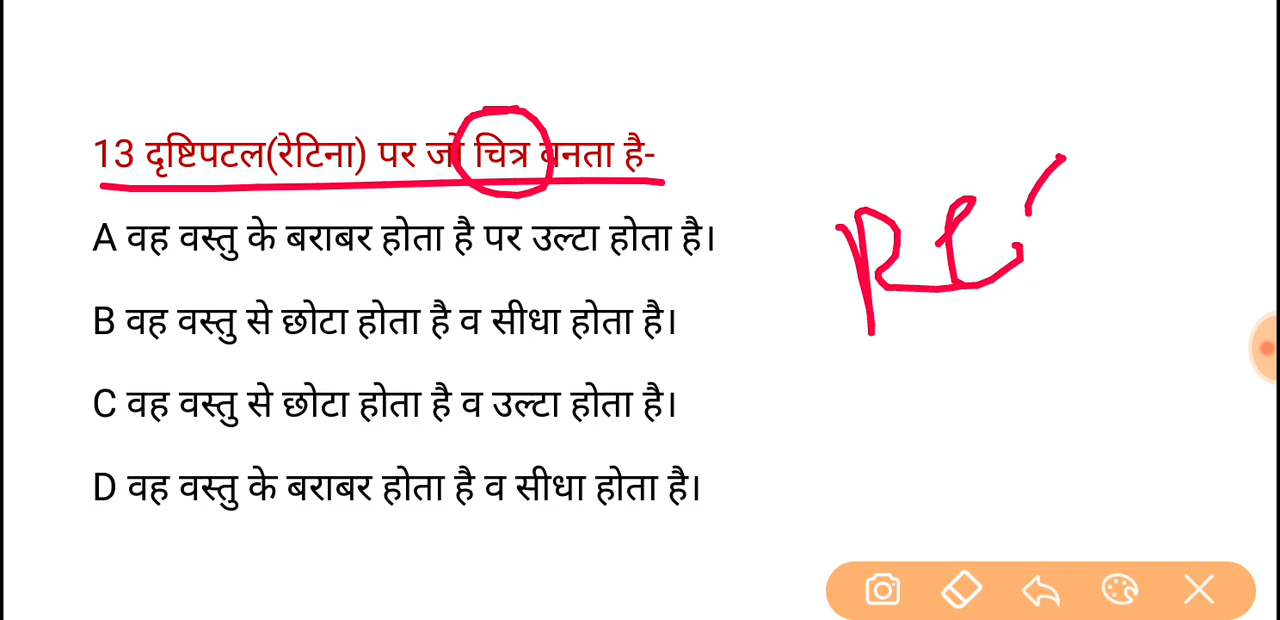 13 दृष्टिपटल(रेटिना) पर जो चित्र बनता है-
A वह वस्तु के बराबर होता है पर उल्टा होता है।
B वह वस्तु से छोटा होता है व सीधा होता है।
C वह वस्तु से छोटा होता है व उल्टा होता है।
D वह वस्तु के बराबर होता है व सीधा होता है।
Re